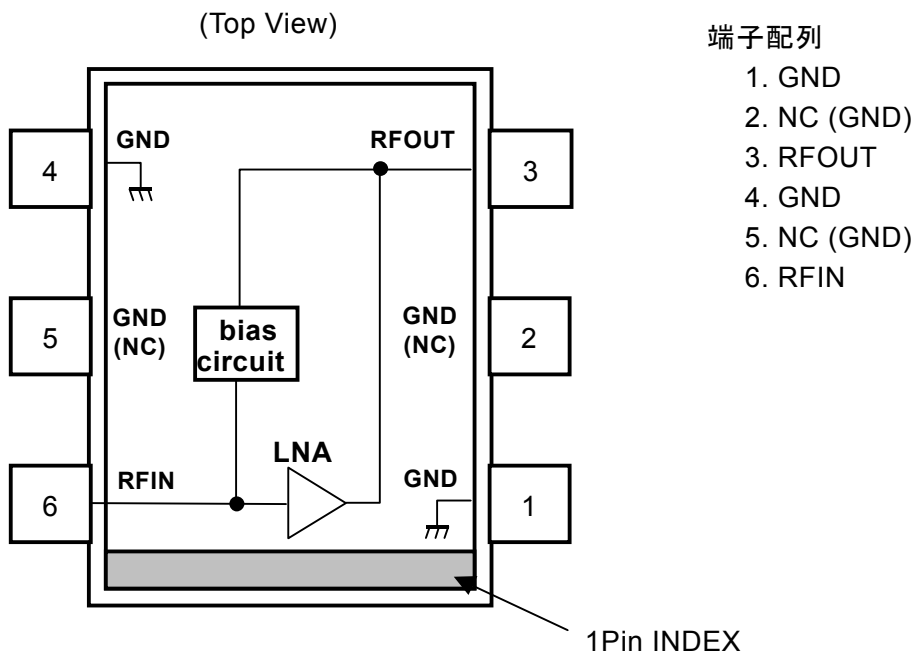 (Top View)
端子配列
1. GND
2. NC (GND)
3. RFOUT
4. GND
5. NC (GND)
6. RFIN
4
GND
RFOUT
3
5
GND
(NC)
bias
circuit
GND
(NC)
2
6
RFIN
LNA
GND
1
1Pin INDEX